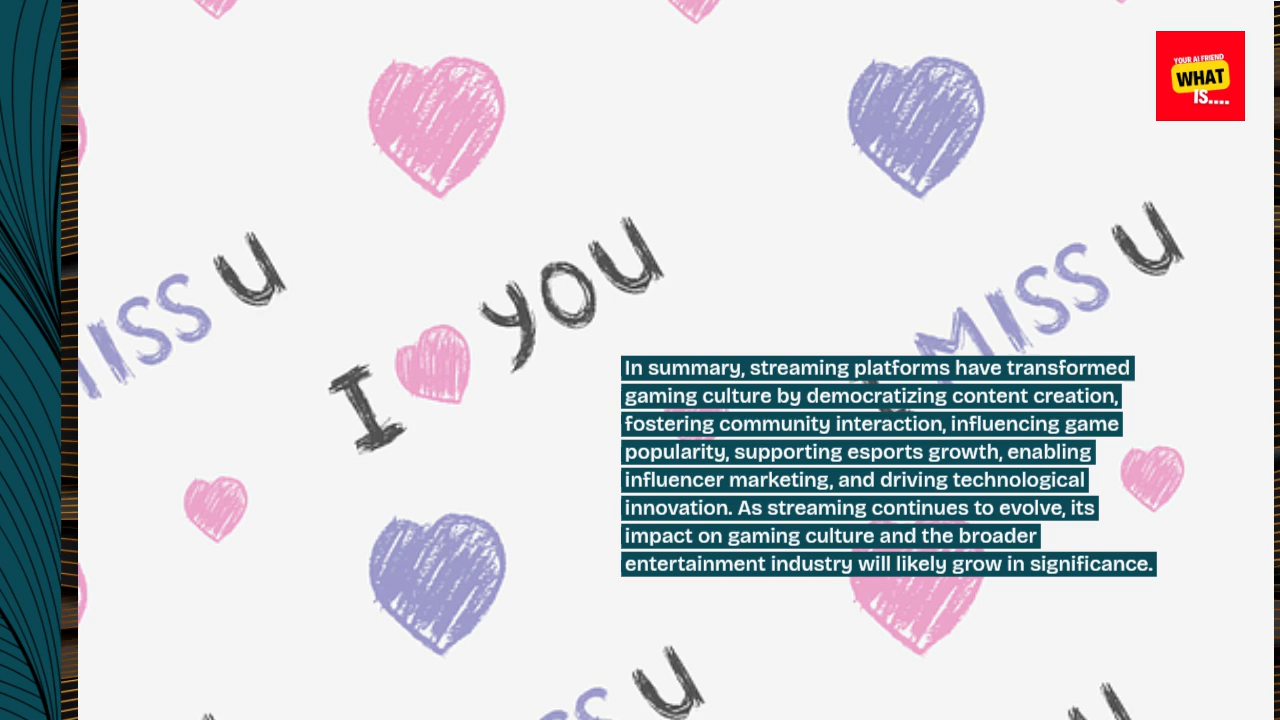 YOUR AI FRIEND
WHAT
IS....
MISS U
I YOU
MISS U
In summary, streaming platforms have transformed
gaming culture by democratizing content creation,
fostering community interaction, influencing game
popularity, supporting esports growth, enabling
influencer marketing, and driving technological
innovation. As streaming continues to evolve, its
impact on gaming culture and the broader
entertainment industry will likely grow in significance.
SS U
U